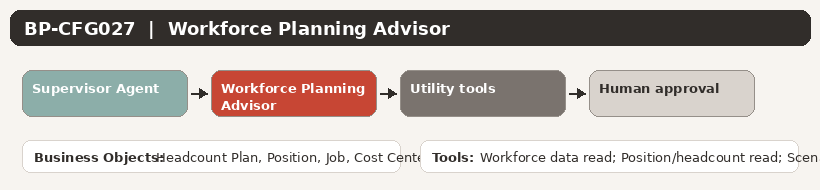 BP-CFG027 | Workforce Planning Advisor
Supervisor Agent
Workforce Planning
Advisor
Utility tools
Human approval
Business Objects: Headcount Plan, Position, Job, Cost Cente
Tools: Workforce data read; Position/headcount read; Scen